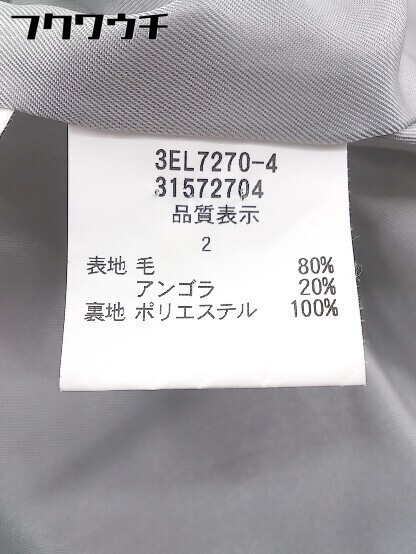 フクウウチ
3EL7270-4
31572704
品質表示
2
表地 毛 80%
アンゴラ 20%
裏地 ポリエステル 100%